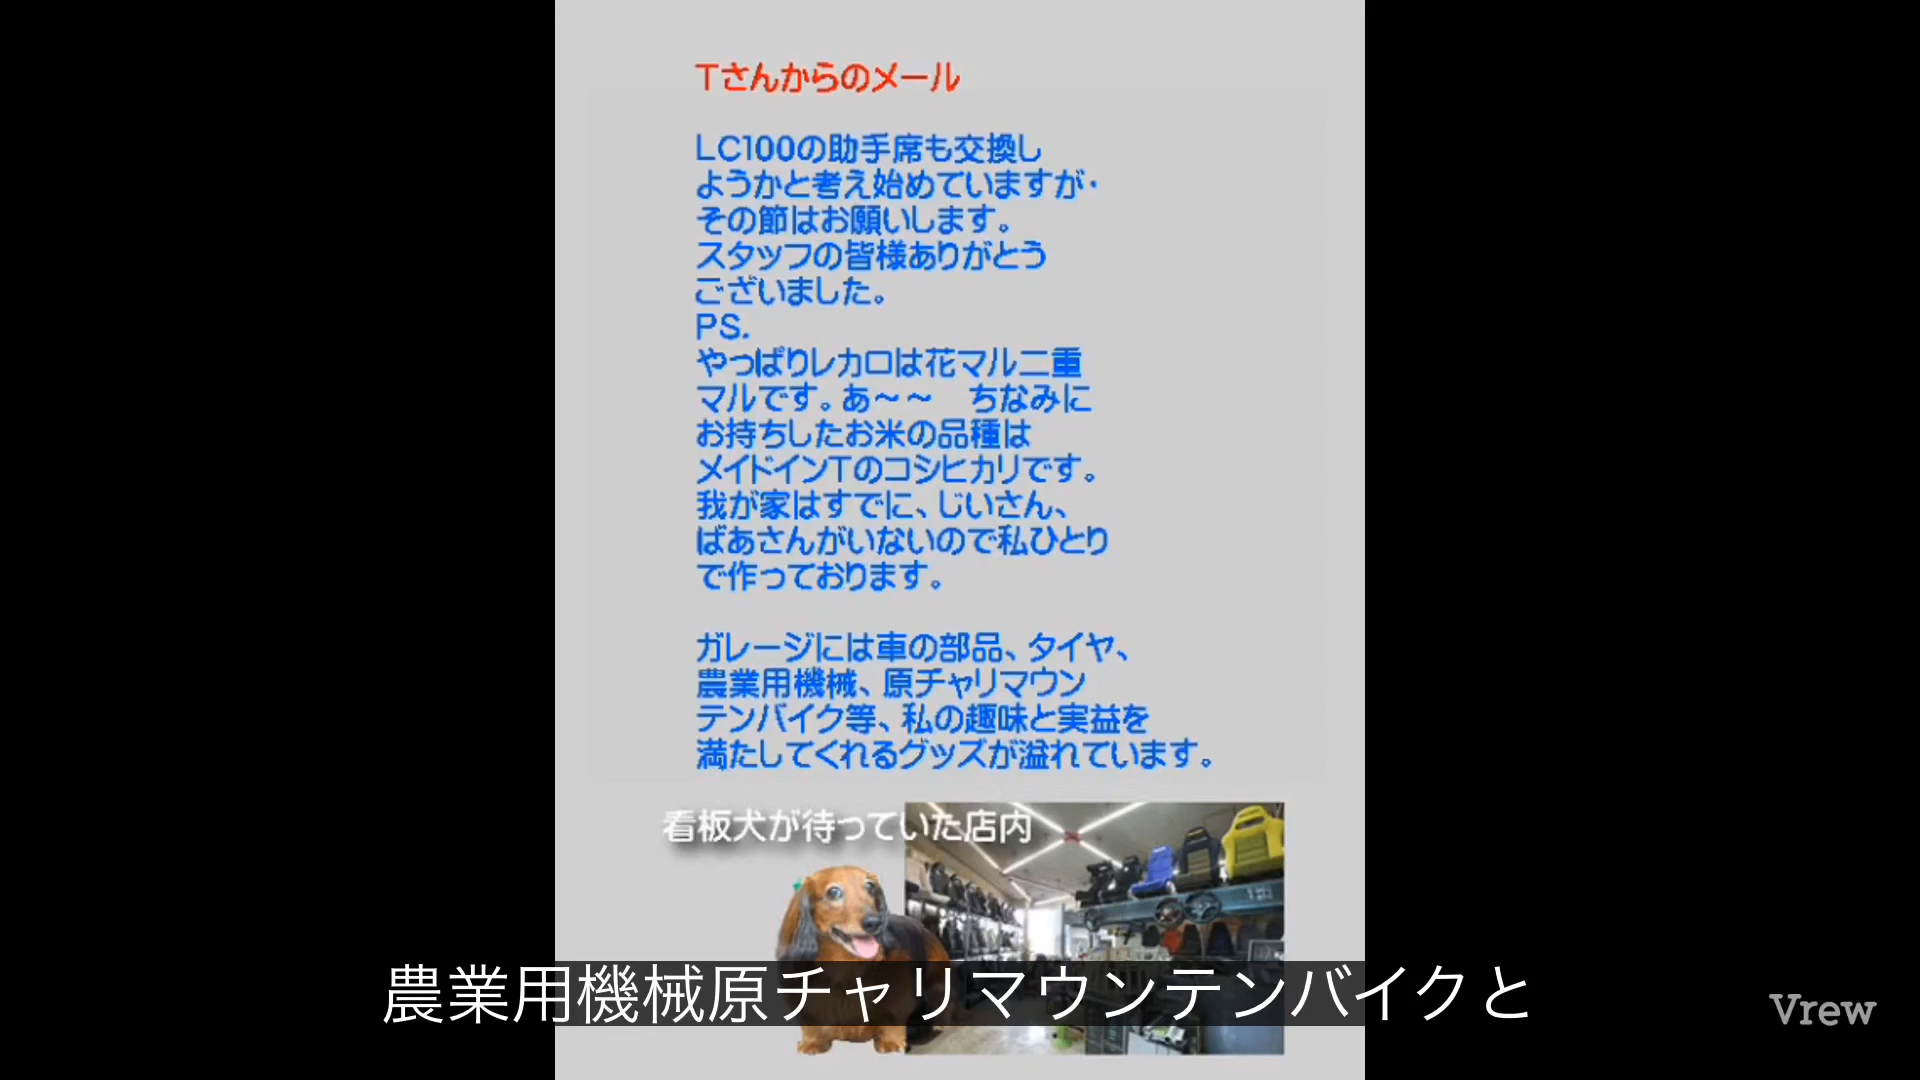 Tさんからのメール
LC100の助手席も交換し
ようかと考え始めていますが・
その節はお願いします。
スタッフの皆様ありがとう
ございました。
PS.
やっぱりレカロは花マル二重
マルです。あ～～　ちなみに
お持ちしたお米の品種は
メイドインTのコシヒカリです。
我が家はすでに、じいさん、
ばあさんがいないので私ひとり
で作っております。
ガレージには車の部品、タイヤ、
農業用機械、原チャリマウン
テンバイク等、私の趣味と実益を
満たしてくれるグッズが溢れています。
看板犬が待っていた店内
農業用機械原チャリマウンテンバイクと
Vrew